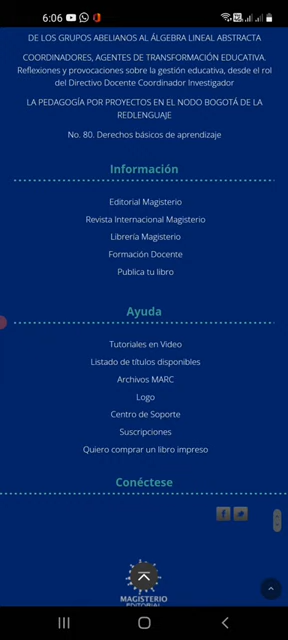 6:06
DE LOS GRUPOS ABELIANOS AL ÁLGEBRA LINEAL ABSTRACTA
COORDINADORES, AGENTES DE TRANSFORMACIÓN EDUCATIVA.
Reflexiones y provocaciones sobre la gestión educativa, desde el rol
del Directivo Docente Coordinador Investigador
LA PEDAGOGÍA POR PROYECTOS EN EL NODO BOGOTÁ DE LA
REDLENGUAJE
No. 80. Derechos básicos de aprendizaje
Información
Editorial Magisterio
Revista Internacional Magisterio
Librería Magisterio
Formación Docente
Publica tu libro
Ayuda
Tutoriales en Video
Listado de títulos disponibles
Archivos MARC
Logo
Centro de Soporte
Suscripciones
Quiero comprar un libro impreso
Conéctese
MAGISTERIO
EDITORIAL